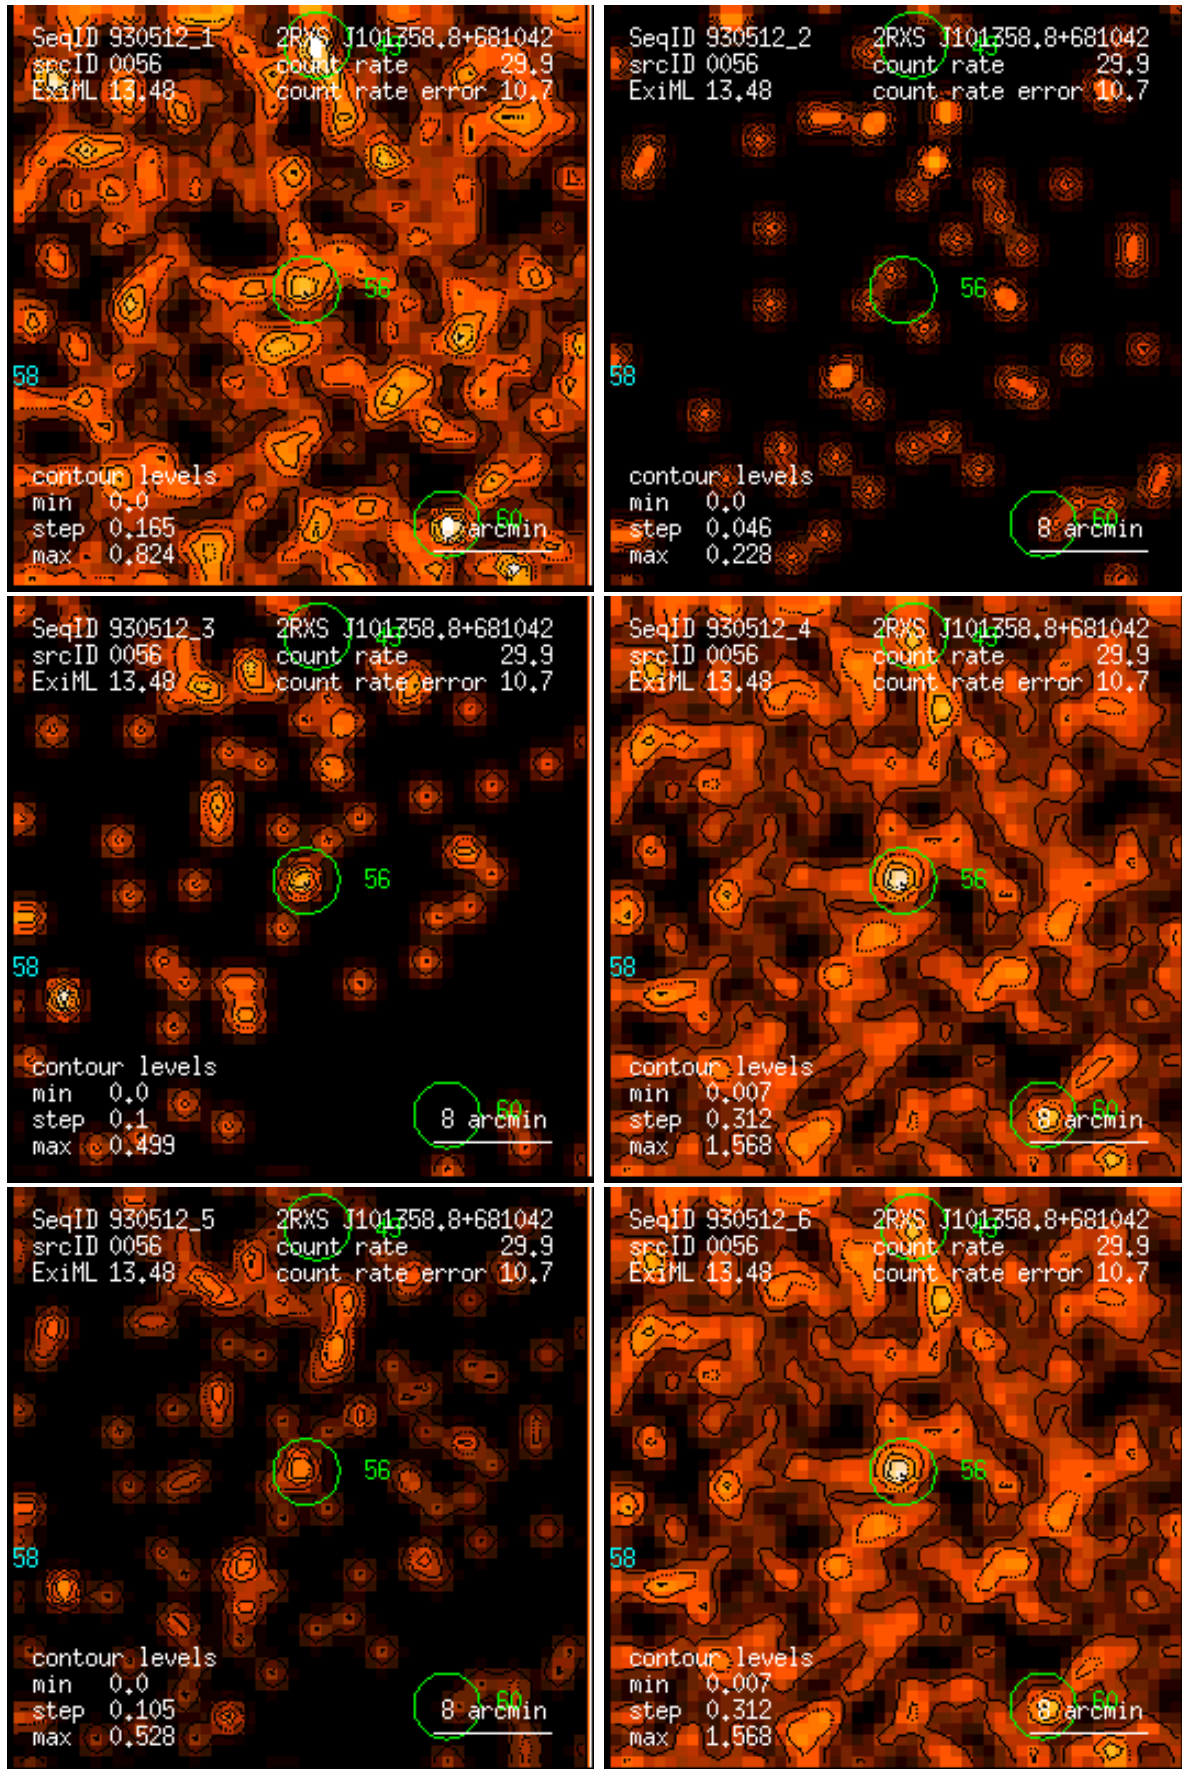 SeqID 930512_1 2RXS J101358.8+681042
49
srcID 0056 count rate 29.9
ExiML 13.48 count rate error 10.7
56
58
contour levels
min 0.0
step 0.165
max 0.824
60
8 arcmin
SeqID 930512_2 2RXS J101358.8+681042
49
srcID 0056 count rate 29.9
ExiML 13.48 count rate error 10.7
56
58
contour levels
min 0.0
step 0.046
max 0.228
60
8 arcmin
SeqID 930512_3 2RXS J101358.8+681042
49
srcID 0056 count rate 29.9
ExiML 13.48 count rate error 10.7
56
58
contour levels
min 0.0
step 0.1
max 0.499
60
8 arcmin
SeqID 930512_4 2RXS J101358.8+681042
49
srcID 0056 count rate 29.9
ExiML 13.48 count rate error 10.7
56
58
contour levels
min 0.007
step 0.312
max 1.568
60
8 arcmin
SeqID 930512_5 2RXS J101358.8+681042
49
srcID 0056 count rate 29.9
ExiML 13.48 count rate error 10.7
56
58
contour levels
min 0.0
step 0.105
max 0.528
60
8 arcmin
SeqID 930512_6 2RXS J101358.8+681042
49
srcID 0056 count rate 29.9
ExiML 13.48 count rate error 10.7
56
58
contour levels
min 0.007
step 0.312
max 1.568
60
8 arcmin